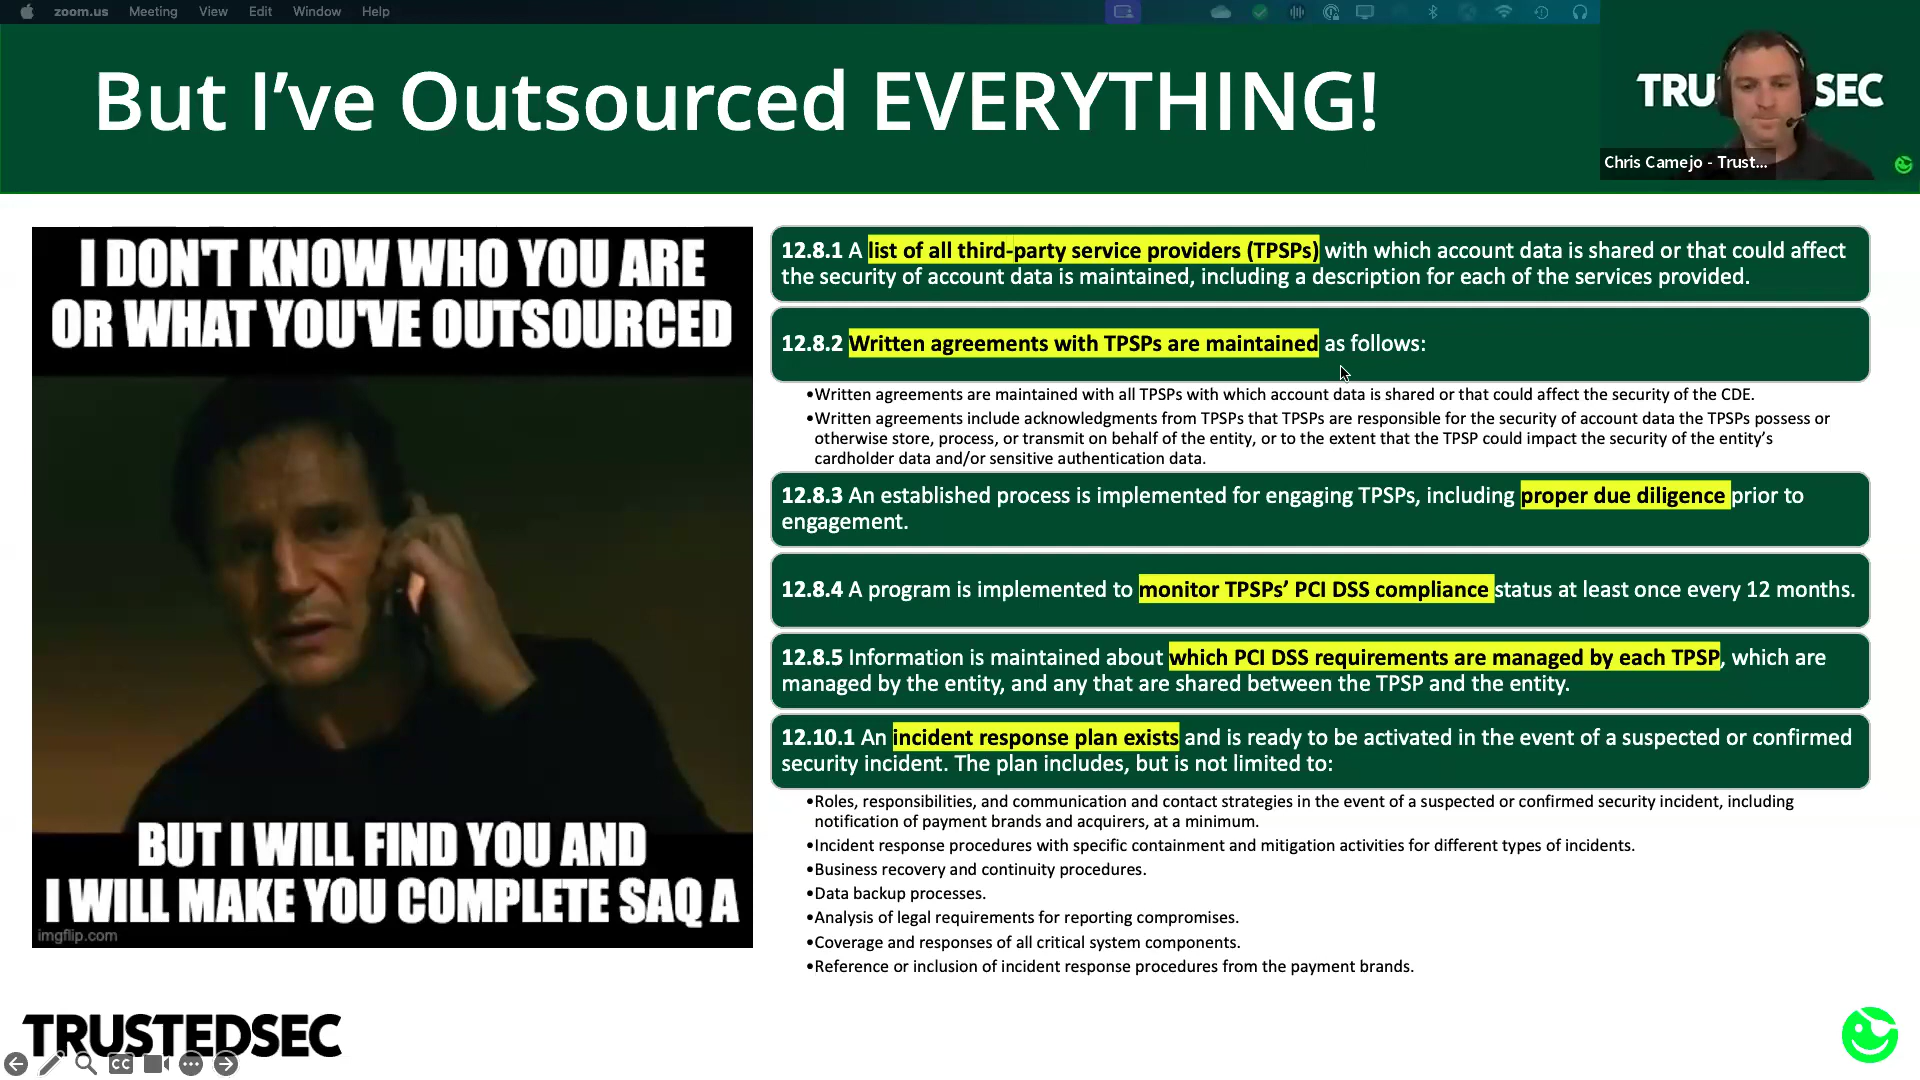 zoom.us Meeting View Edit Window Help
But I’ve Outsourced EVERYTHING!
TRUSTEDSEC
Chris Camejo - Trust...
I DON'T KNOW WHO YOU ARE
OR WHAT YOU'VE OUTSOURCED
BUT I WILL FIND YOU AND
I WILL MAKE YOU COMPLETE SAQ A
imgflip.com
12.8.1 A list of all third-party service providers (TPSPs) with which account data is shared or that could affect
the security of account data is maintained, including a description for each of the services provided.
12.8.2 Written agreements with TPSPs are maintained as follows:
•Written agreements are maintained with all TPSPs with which account data is shared or that could affect the security of the CDE.
•Written agreements include acknowledgments from TPSPs that TPSPs are responsible for the security of account data the TPSPs possess or
otherwise store, process, or transmit on behalf of the entity, or to the extent that the TPSP could impact the security of the entity’s
cardholder data and/or sensitive authentication data.
12.8.3 An established process is implemented for engaging TPSPs, including proper due diligence prior to
engagement.
12.8.4 A program is implemented to monitor TPSPs’ PCI DSS compliance status at least once every 12 months.
12.8.5 Information is maintained about which PCI DSS requirements are managed by each TPSP, which are
managed by the entity, and any that are shared between the TPSP and the entity.
12.10.1 An incident response plan exists and is ready to be activated in the event of a suspected or confirmed
security incident. The plan includes, but is not limited to:
•Roles, responsibilities, and communication and contact strategies in the event of a suspected or confirmed security incident, including
notification of payment brands and acquirers, at a minimum.
•Incident response procedures with specific containment and mitigation activities for different types of incidents.
•Business recovery and continuity procedures.
•Data backup processes.
•Analysis of legal requirements for reporting compromises.
•Coverage and responses of all critical system components.
•Reference or inclusion of incident response procedures from the payment brands.
TRUSTEDSEC
CC